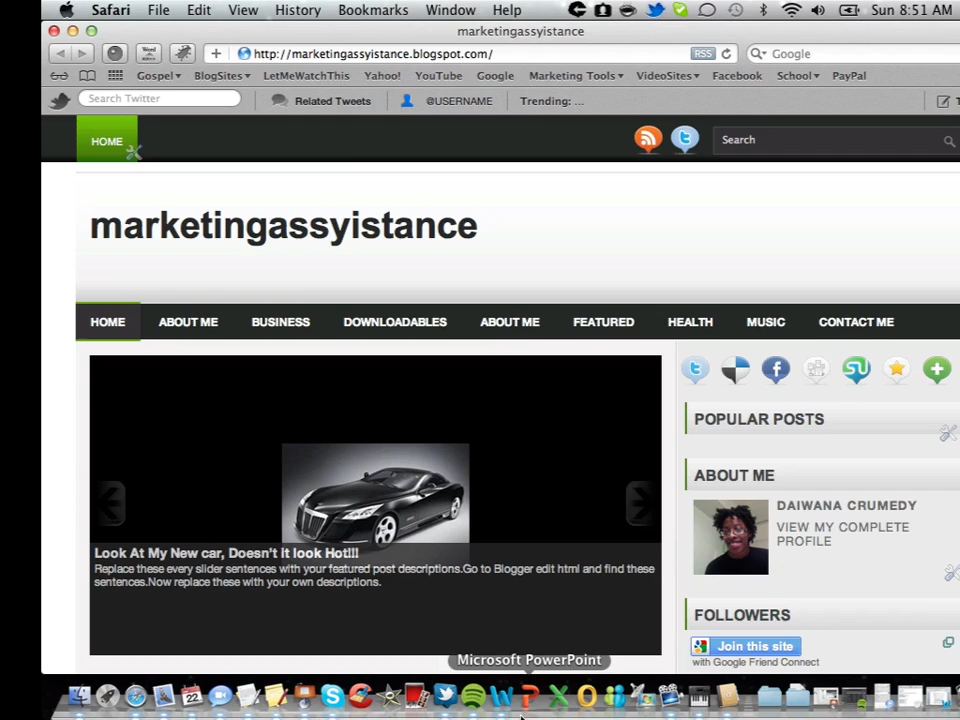 Safari File Edit View History Bookmarks Window Help Sun 8:51 AM
marketingassyistance
http://marketingassyistance.blogspot.com/ RSS Google
Gospel BlogSites LetMeWatchThis Yahoo! YouTube Google Marketing Tools VideoSites Facebook School PayPal
Search Twitter Related Tweets @USERNAME Trending: ... T
HOME Search
marketingassyistance
HOME ABOUT ME BUSINESS DOWNLOADABLES ABOUT ME FEATURED HEALTH MUSIC CONTACT ME
POPULAR POSTS
ABOUT ME
DAIWANA CRUMEDY
VIEW MY COMPLETE
PROFILE
Look At My New car, Doesn't it look Hot!!!
Replace these every slider sentences with your featured post descriptions.Go to Blogger edit html and find these
sentences.Now replace these with your own descriptions.
FOLLOWERS
Join this site
with Google Friend Connect
Microsoft PowerPoint